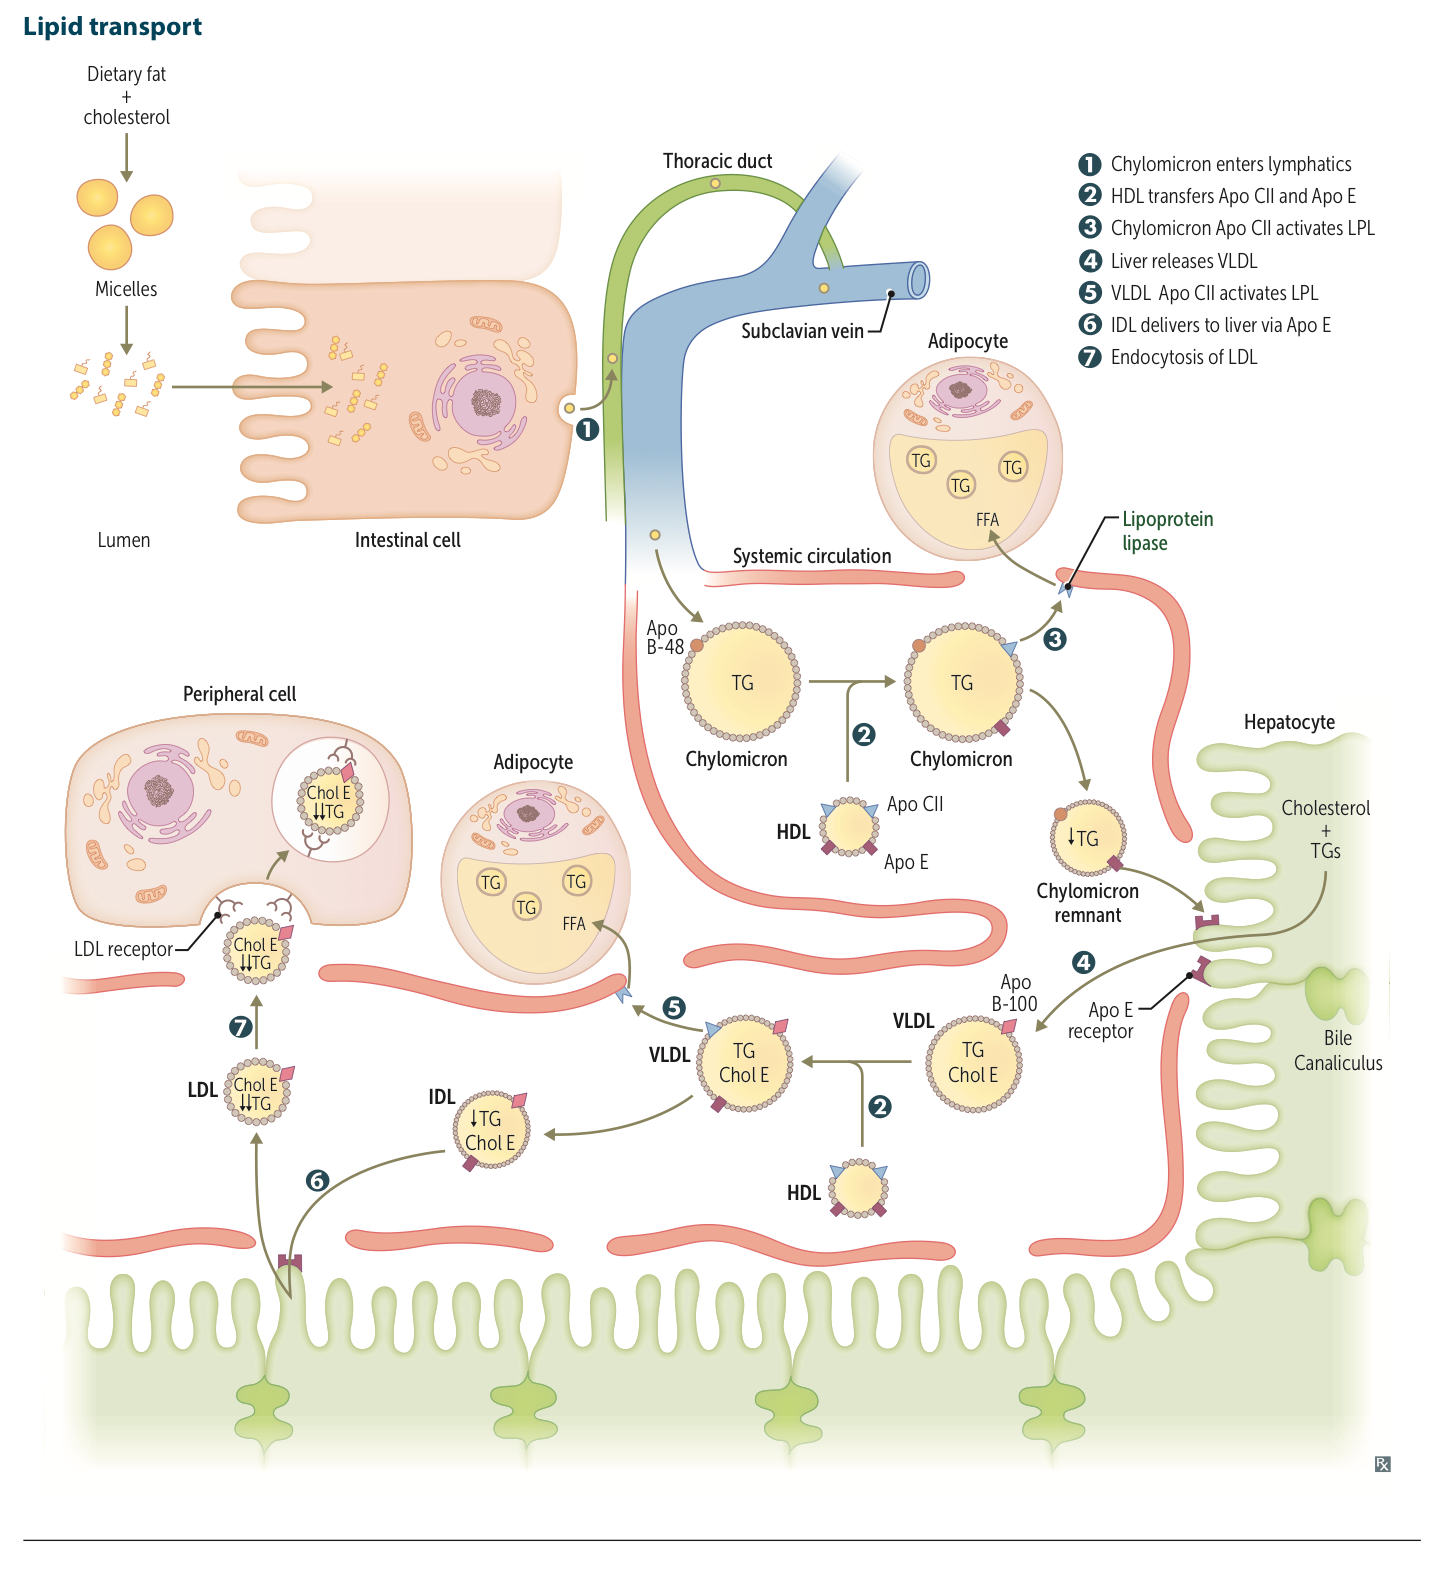 Lipid transport
Dietary fat
+
cholesterol
Micelles
Lumen
Intestinal cell
1
Thoracic duct
Subclavian vein
1 Chylomicron enters lymphatics
2 HDL transfers Apo CII and Apo E
3 Chylomicron Apo CII activates LPL
4 Liver releases VLDL
5 VLDL Apo CII activates LPL
6 IDL delivers to liver via Apo E
7 Endocytosis of LDL
Adipocyte
TG
TG
TG
FFA
Lipoprotein
lipase
Systemic circulation
Apo
B-48
TG
Chylomicron
2
TG
Chylomicron
3
HDL
Apo CII
Apo E
↓TG
Chylomicron
remnant
Hepatocyte
Cholesterol
+
TGs
4
Apo E
receptor
Bile
Canaliculus
Peripheral cell
Chol E
↓↓TG
LDL receptor
Chol E
↓↓TG
7
LDL
Chol E
↓↓TG
Adipocyte
TG
TG
TG
FFA
5
VLDL
TG
Chol E
2
HDL
Apo
B-100
VLDL
TG
Chol E
IDL
↓TG
Chol E
6
Rx